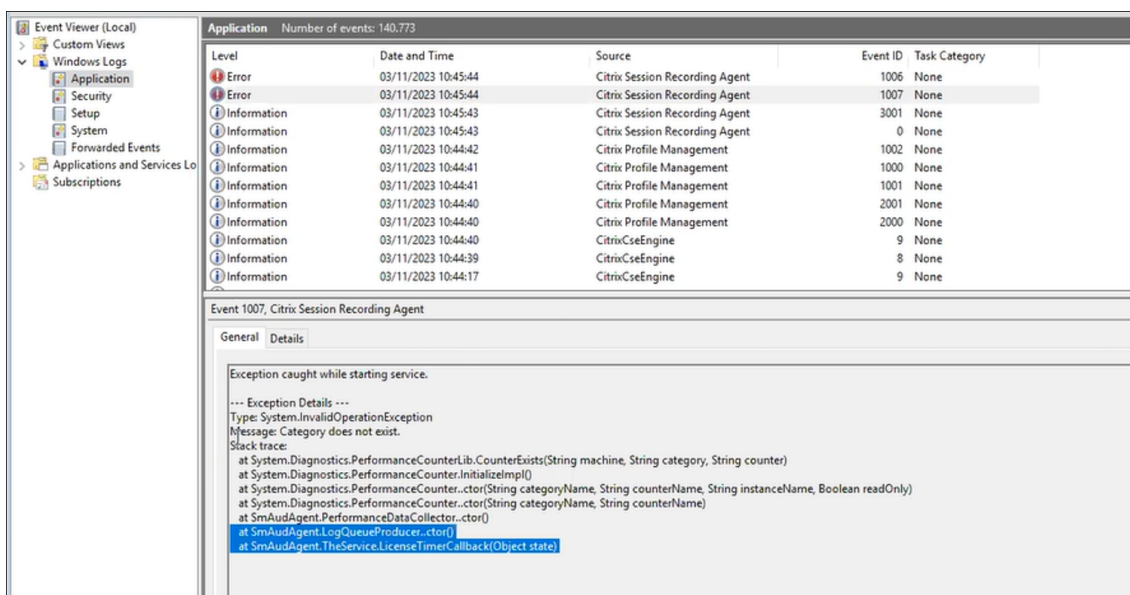 Event Viewer (Local)
Custom Views
Windows Logs
Application
Security
Setup
System
Forwarded Events
Applications and Services Lo
Subscriptions
Application Number of events: 140.773
Level Date and Time Source Event ID Task Category
Error 03/11/2023 10:45:44 Citrix Session Recording Agent 1006 None
Error 03/11/2023 10:45:44 Citrix Session Recording Agent 1007 None
Information 03/11/2023 10:45:43 Citrix Session Recording Agent 3001 None
Information 03/11/2023 10:45:43 Citrix Session Recording Agent 0 None
Information 03/11/2023 10:44:42 Citrix Profile Management 1002 None
Information 03/11/2023 10:44:41 Citrix Profile Management 1000 None
Information 03/11/2023 10:44:41 Citrix Profile Management 1001 None
Information 03/11/2023 10:44:40 Citrix Profile Management 2001 None
Information 03/11/2023 10:44:40 Citrix Profile Management 2000 None
Information 03/11/2023 10:44:40 CitrixCseEngine 9 None
Information 03/11/2023 10:44:39 CitrixCseEngine 8 None
Information 03/11/2023 10:44:17 CitrixCseEngine 9 None
Event 1007, Citrix Session Recording Agent
General Details
Exception caught while starting service.
--- Exception Details ---
Type: System.InvalidOperationException
Message: Category does not exist.
Stack trace:
at System.Diagnostics.PerformanceCounterLib.CounterExists(String machine, String category, String counter)
at System.Diagnostics.PerformanceCounter.InitializeImpl()
at System.Diagnostics.PerformanceCounter..ctor(String categoryName, String counterName, String instanceName, Boolean readOnly)
at System.Diagnostics.PerformanceCounter..ctor(String categoryName, String counterName)
at SmAudAgent.PerformanceDataCollector..ctor()
at SmAudAgent.LogQueueProducer..ctor()
at SmAudAgent.TheService.LicenseTimerCallback(Object state)